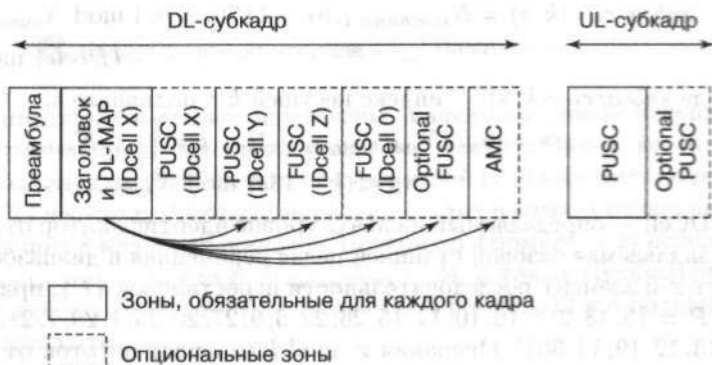 DL-субкадр
UL-субкадр
Преамбула
Заголовок
и DL-MAP
(IDcell X)
PUSC
(IDcell X)
PUSC
(IDcell Y)
FUSC
(IDcell Z)
FUSC
(IDcell 0)
Optional
FUSC
AMC
PUSC
Optional
PUSC
Зоны, обязательные для каждого кадра
Опциональные зоны